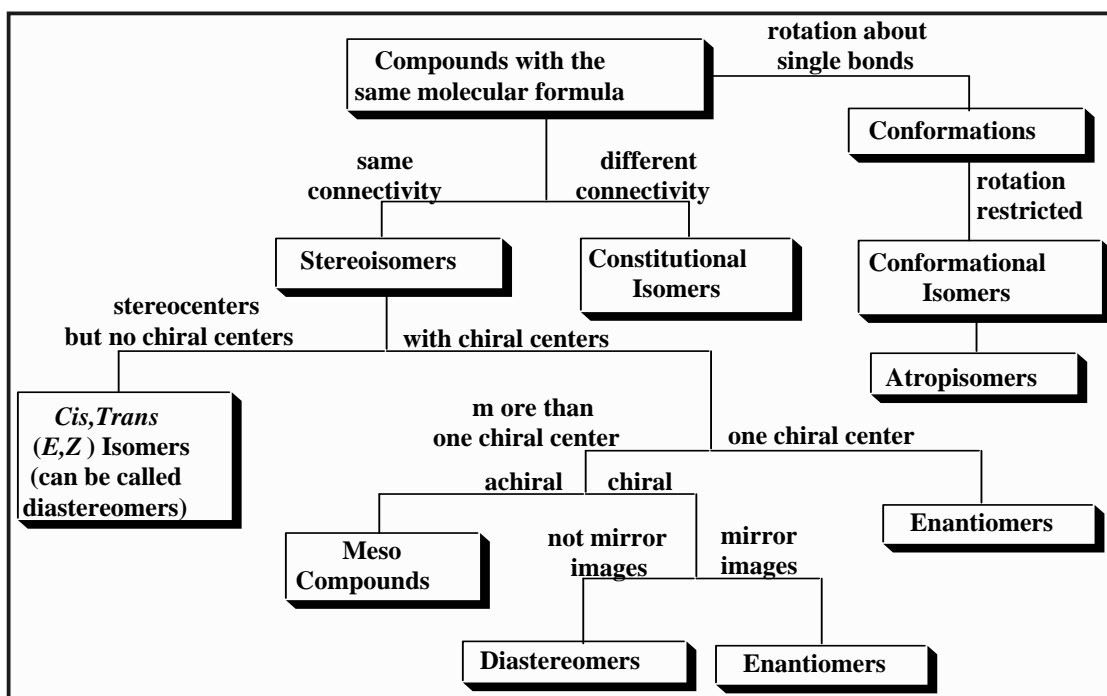 rotation about
single bonds
Compounds with the
same molecular formula
Conformations
same
connectivity
different
connectivity
rotation
restricted
Stereoisomers
Constitutional
Isomers
Conformational
Isomers
stereocenters
but no chiral centers
with chiral centers
Atropisomers
Cis,Trans
(E,Z ) Isomers
(can be called
diastereomers)
m ore than
one chiral center
one chiral center
achiral
chiral
Meso
Compounds
not mirror
images
mirror
images
Enantiomers
Diastereomers
Enantiomers